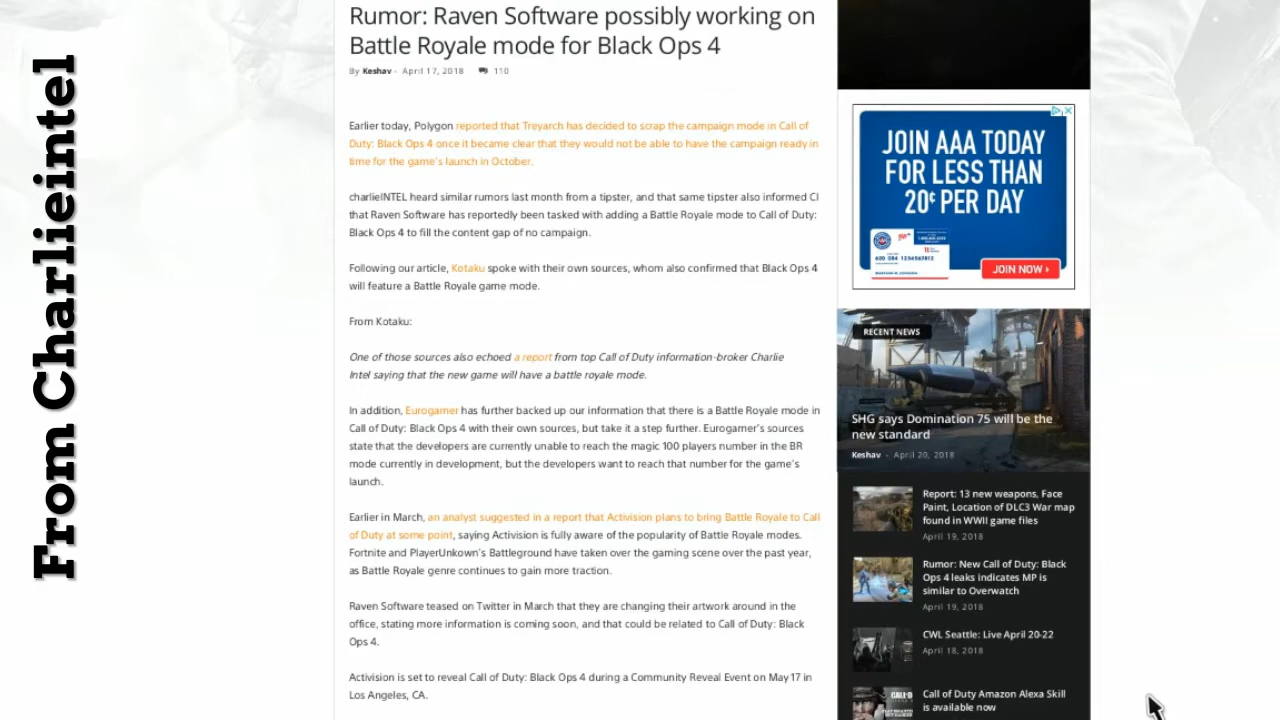 From Charlieintel
Rumor: Raven Software possibly working on
Battle Royale mode for Black Ops 4
By Keshav - April 17, 2018 110
Earlier today, Polygon reported that Treyarch has decided to scrap the campaign mode in Call of
Duty: Black Ops 4 once it became clear that they would not be able to have the campaign ready in
time for the game's launch in October.
charlieINTEL heard similar rumors last month from a tipster, and that same tipster also informed CI
that Raven Software has reportedly been tasked with adding a Battle Royale mode to Call of Duty:
Black Ops 4 to fill the content gap of no campaign.
Following our article, Kotaku spoke with their own sources, whom also confirmed that Black Ops 4
will feature a Battle Royale game mode.
From Kotaku:
One of those sources also echoed a report from top Call of Duty information-broker Charlie
Intel saying that the new game will have a battle royale mode.
In addition, Eurogamer has further backed up our information that there is a Battle Royale mode in
Call of Duty: Black Ops 4 with their own sources, but take it a step further. Eurogamer's sources
state that the developers are currently unable to reach the magic 100 players number in the BR
mode currently in development, but the developers want to reach that number for the game's
launch.
Earlier in March, an analyst suggested in a report that Activision plans to bring Battle Royale to Call
of Duty at some point, saying Activision is fully aware of the popularity of Battle Royale modes.
Fortnite and PlayerUnkown's Battleground have taken over the gaming scene over the past year,
as Battle Royale genre continues to gain more traction.
Raven Software teased on Twitter in March that they are changing their artwork around in the
office, stating more information is coming soon, and that could be related to Call of Duty: Black
Ops 4.
Activision is set to reveal Call of Duty: Black Ops 4 during a Community Reveal Event on May 17 in
Los Angeles, CA.
JOIN AAA TODAY
FOR LESS THAN
20¢ PER DAY
JOIN NOW
RECENT NEWS
SHG says Domination 75 will be the
new standard
Keshav - April 20, 2018
Report: 13 new weapons, Face
Paint, Location of DLC3 War map
found in WWII game files
April 19, 2018
Rumor: New Call of Duty: Black
Ops 4 leaks indicates MP is
similar to Overwatch
April 19, 2018
CWL Seattle: Live April 20-22
April 18, 2018
Call of Duty Amazon Alexa Skill
is available now